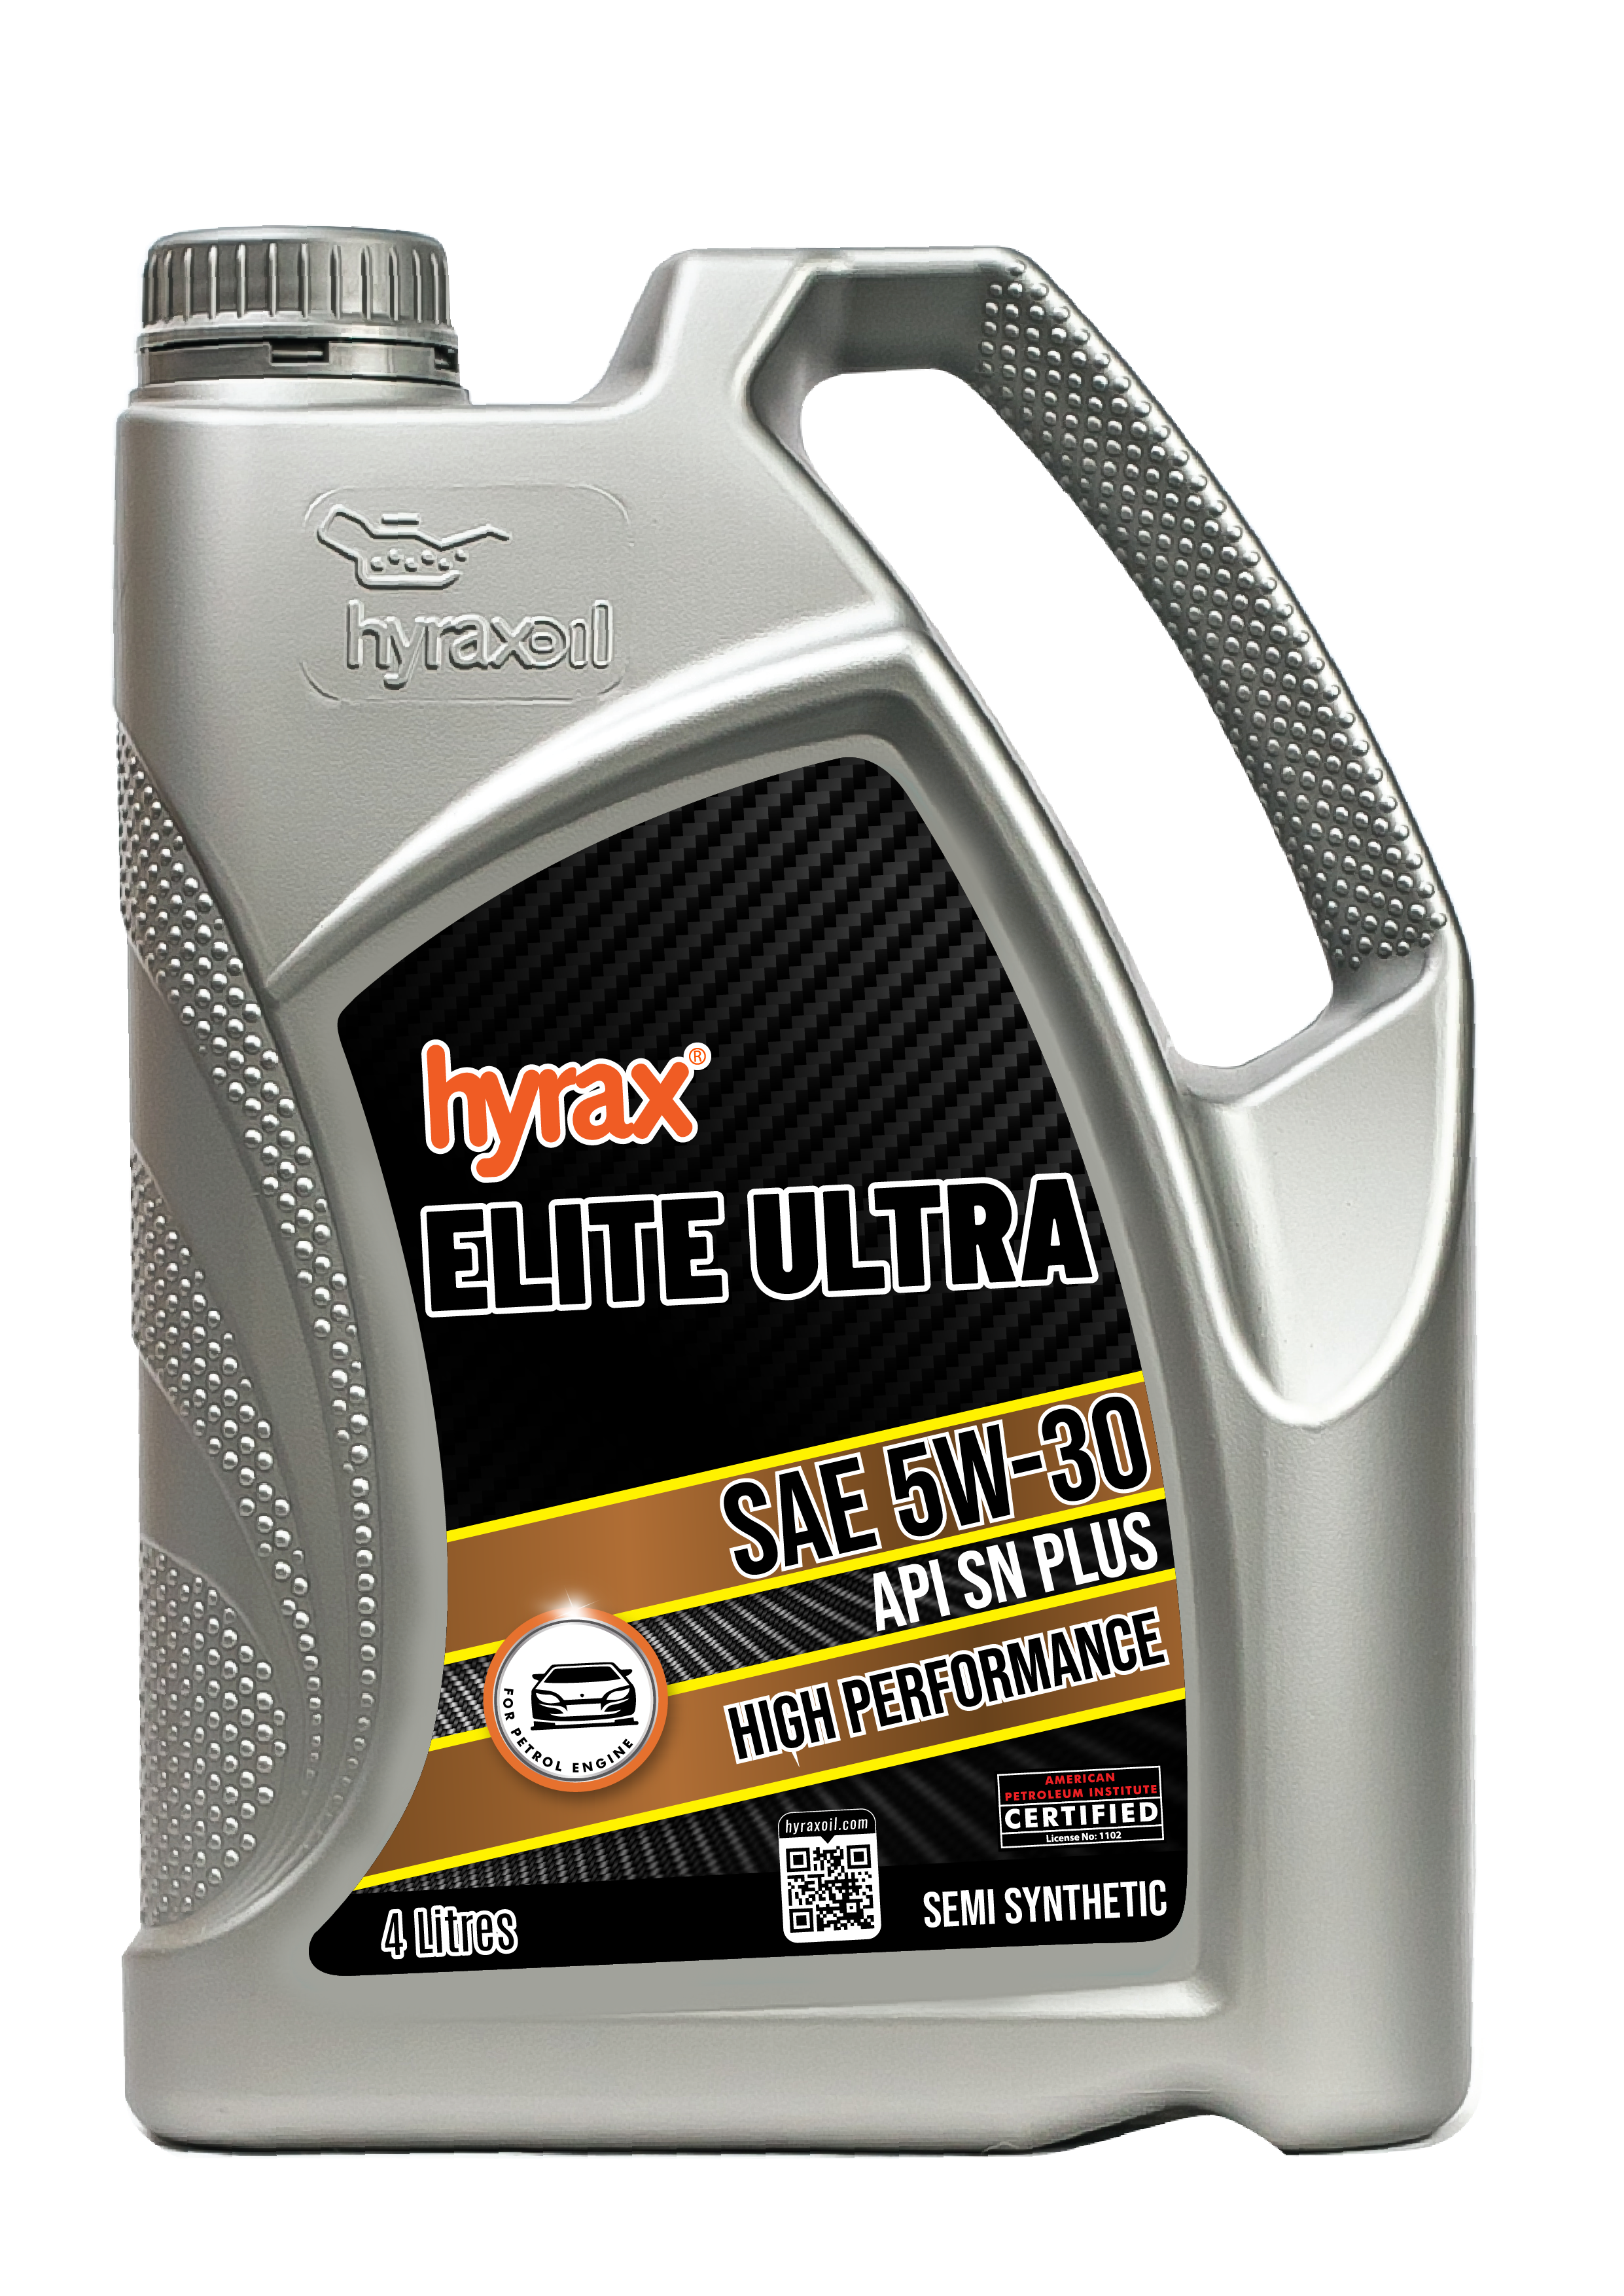 hyraxoil
hyrax®
ELITE ULTRA
SAE 5W-30
API SN PLUS
HIGH PERFORMANCE
FOR PETROL ENGINE
AMERICAN
PETROLEUM INSTITUTE
CERTIFIED
License No: 1102
hyraxoil.com
4 Litres
SEMI SYNTHETIC